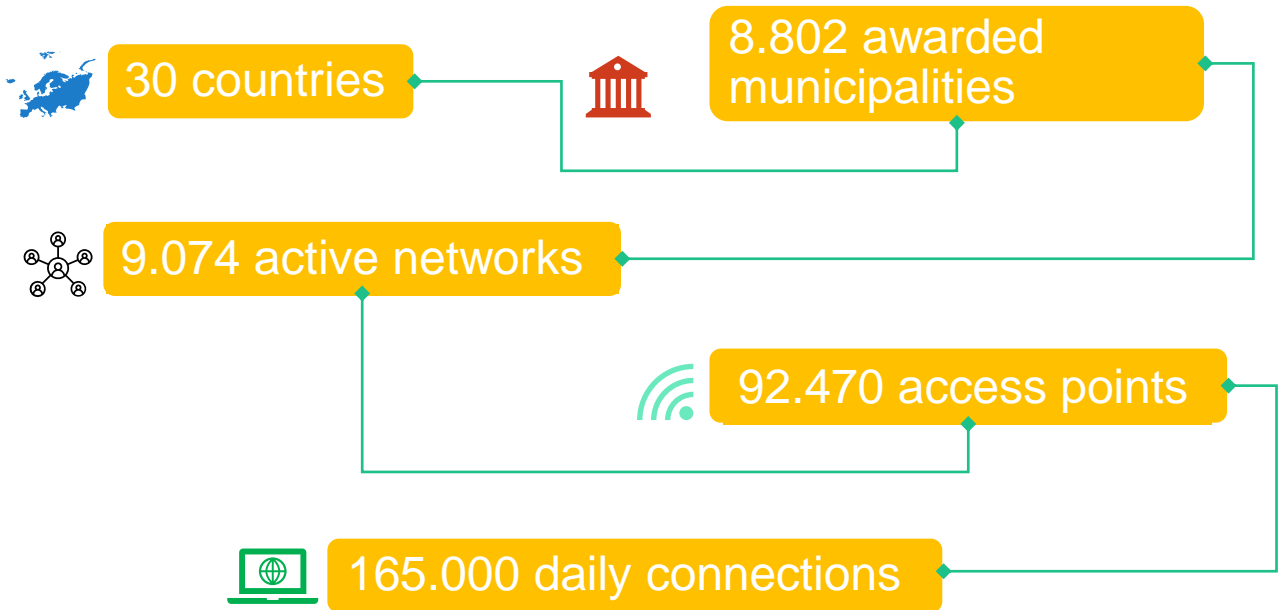 30 countries
8.802 awarded
municipalities
9.074 active networks
92.470 access points
165.000 daily connections